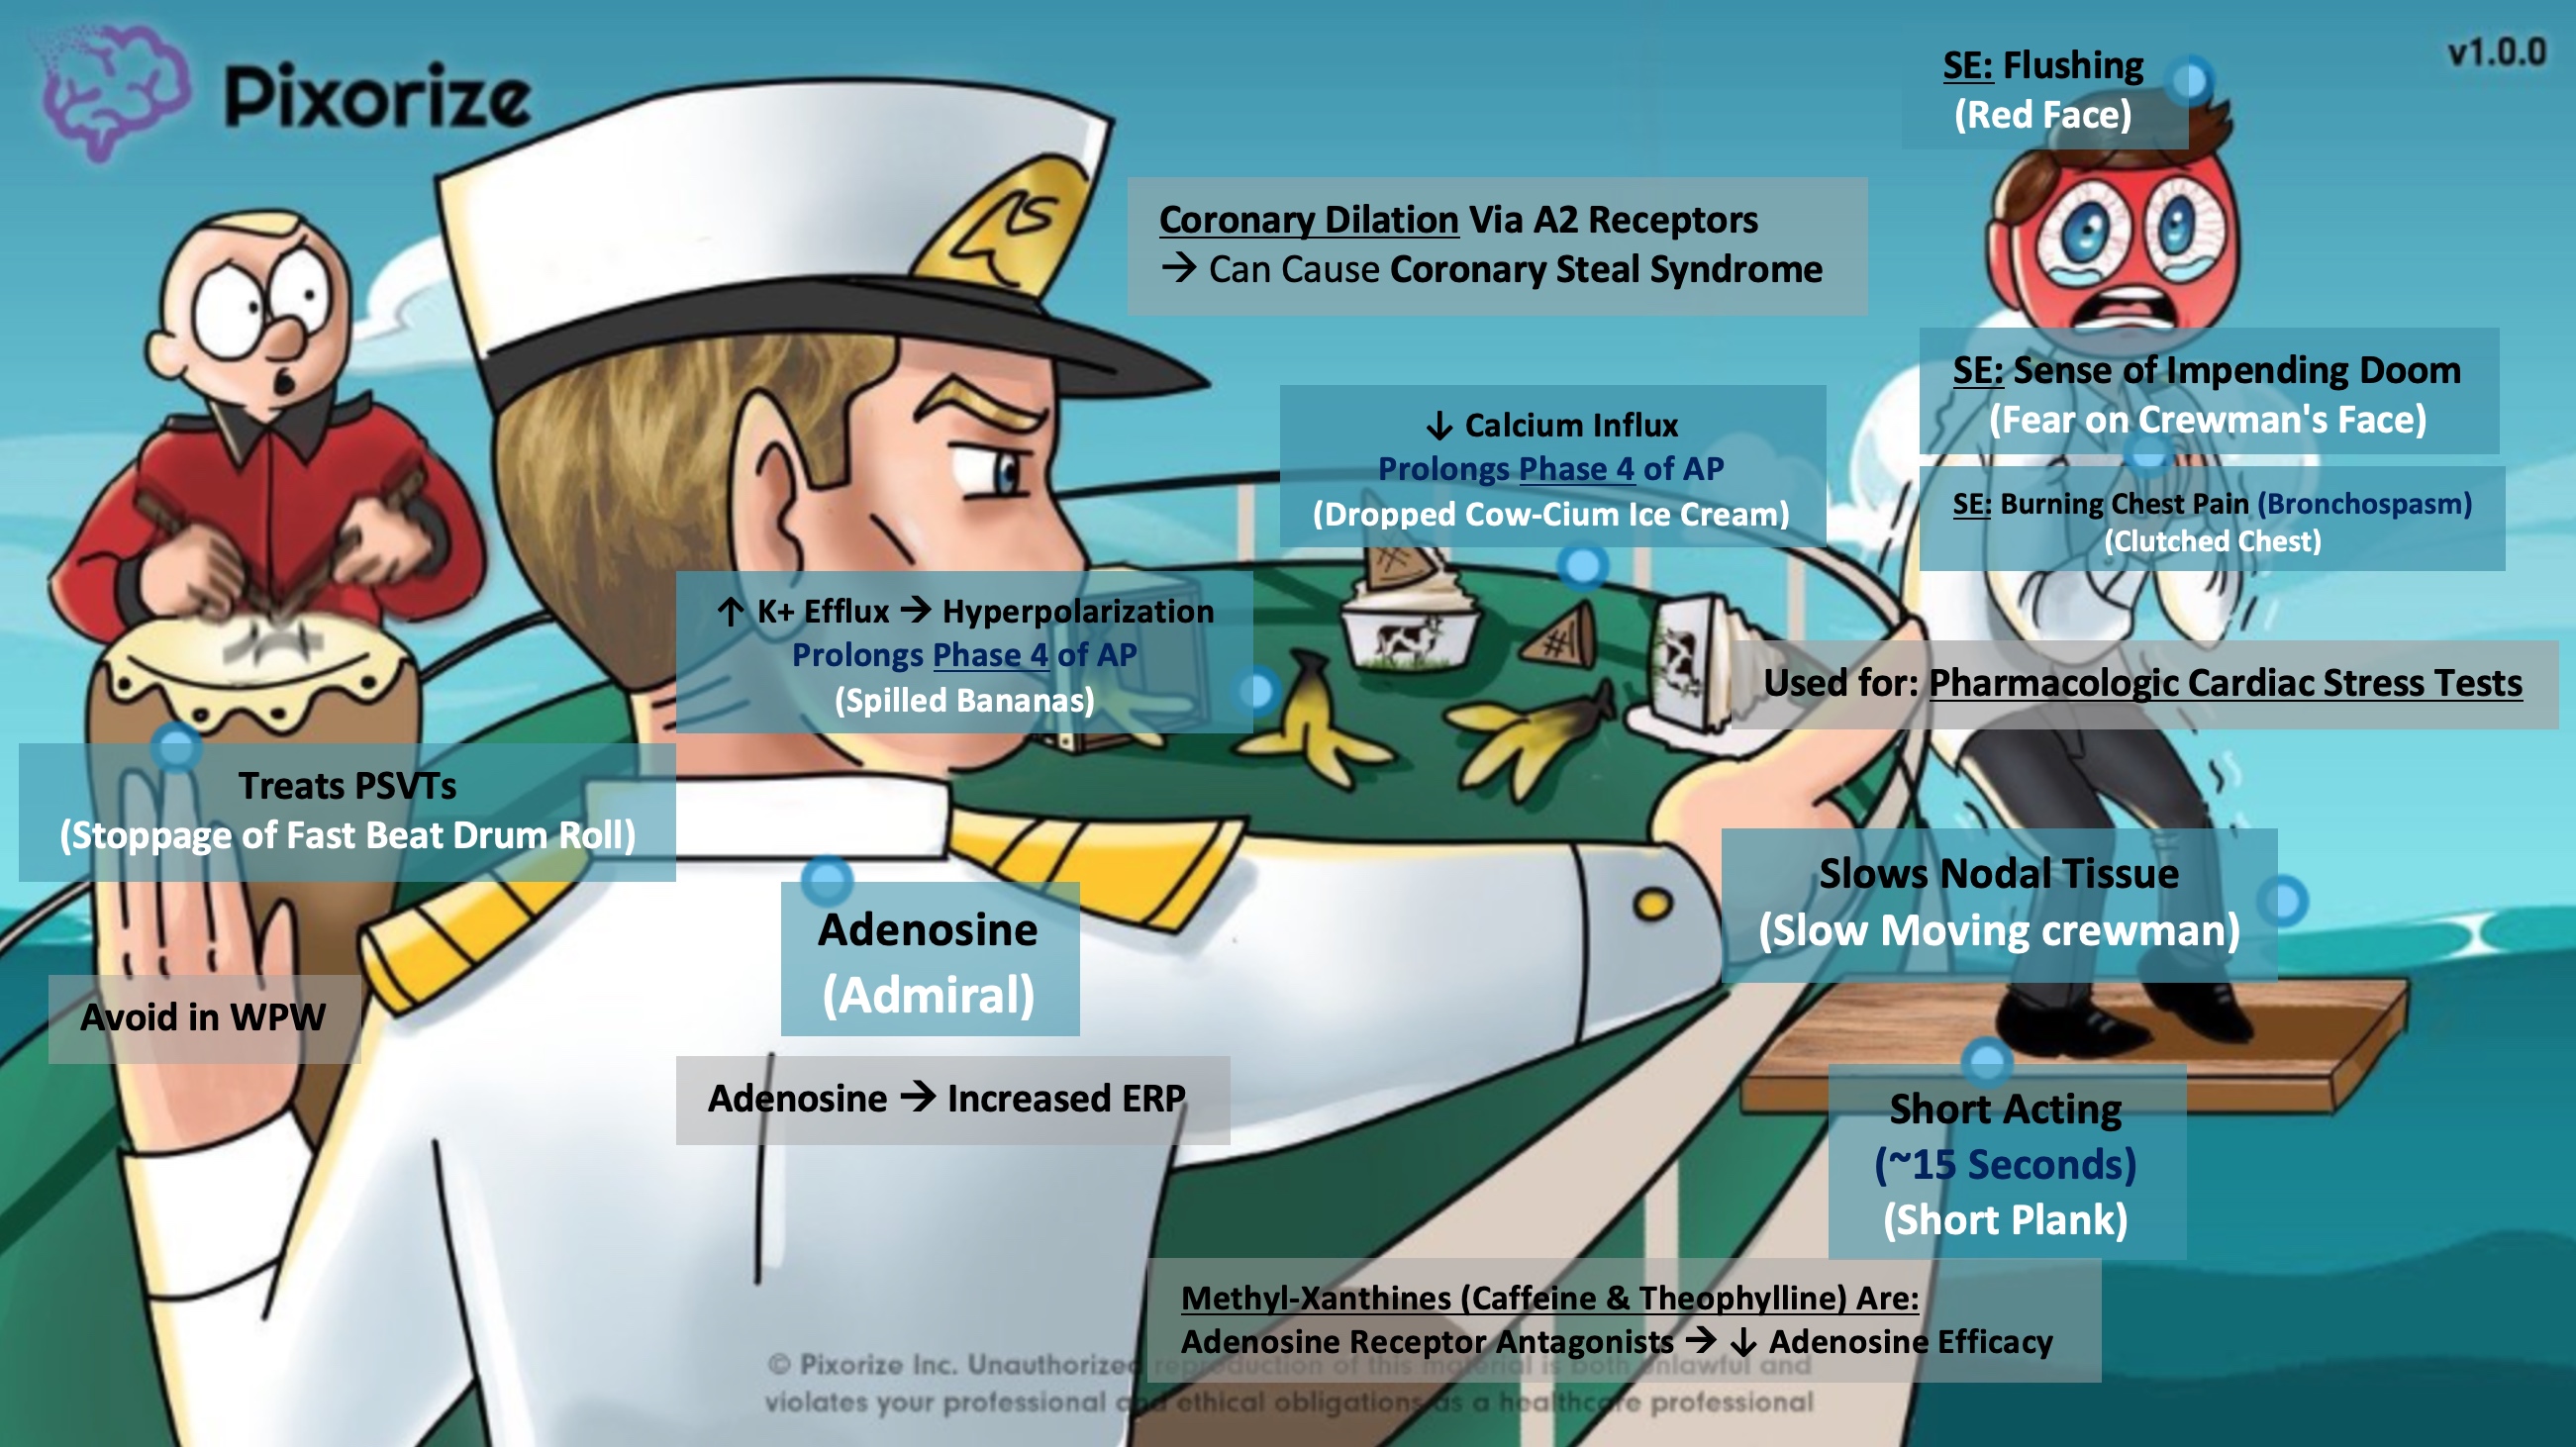 Pixorize
v1.0.0
SE: Flushing
(Red Face)
Coronary Dilation Via A2 Receptors
→ Can Cause Coronary Steal Syndrome
SE: Sense of Impending Doom
(Fear on Crewman's Face)
↓ Calcium Influx
Prolongs Phase 4 of AP
(Dropped Cow-Cium Ice Cream)
SE: Burning Chest Pain (Bronchospasm)
(Clutched Chest)
↑ K+ Efflux → Hyperpolarization
Prolongs Phase 4 of AP
(Spilled Bananas)
Used for: Pharmacologic Cardiac Stress Tests
Treats PSVTs
(Stoppage of Fast Beat Drum Roll)
Slows Nodal Tissue
(Slow Moving crewman)
Adenosine
(Admiral)
Avoid in WPW
Adenosine → Increased ERP
Short Acting
(~15 Seconds)
(Short Plank)
Methyl-Xanthines (Caffeine & Theophylline) Are:
Adenosine Receptor Antagonists → ↓ Adenosine Efficacy
© Pixorize Inc. Unauthorized reproduction of this material is both unlawful and
violates your professional and ethical obligations as a healthcare professional